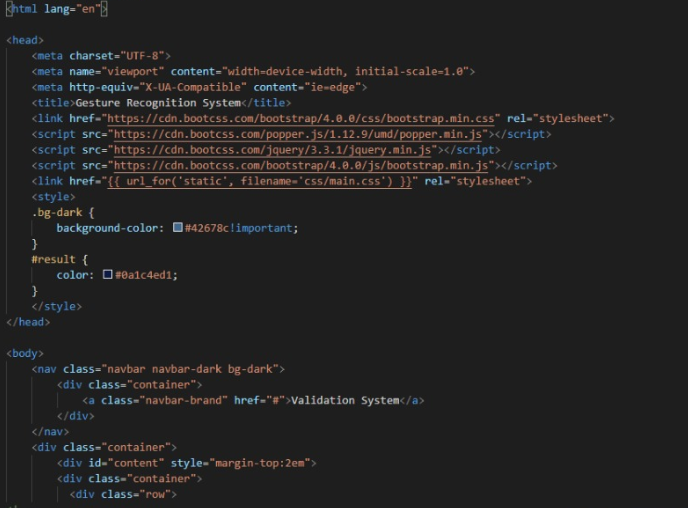 <html lang="en">
<head>
<meta charset="UTF-8">
<meta name="viewport" content="width=device-width, initial-scale=1.0">
<meta http-equiv="X-UA-Compatible" content="ie=edge">
<title>Gesture Recognition System</title>
<link href="https://cdn.bootcss.com/bootstrap/4.0.0/css/bootstrap.min.css" rel="stylesheet">
<script src="https://cdn.bootcss.com/popper.js/1.12.9/umd/popper.min.js"></script>
<script src="https://cdn.bootcss.com/jquery/3.3.1/jquery.min.js"></script>
<script src="https://cdn.bootcss.com/bootstrap/4.0.0/js/bootstrap.min.js"></script>
<link href="{{ url_for('static', filename='css/main.css') }}" rel="stylesheet">
<style>
.bg-dark {
background-color: #42678c!important;
}
#result {
color: #0a1c4ed1;
}
</style>
</head>
<body>
<nav class="navbar navbar-dark bg-dark">
<div class="container">
<a class="navbar-brand" href="#">Validation System</a>
</div>
</nav>
<div class="container">
<div id="content" style="margin-top:2em">
<div class="container">
<div class="row">